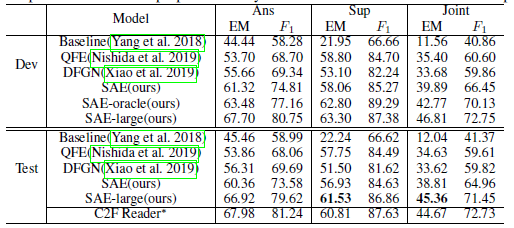 Model Ans Sup Joint
EM F1 EM F1 EM F1
Dev
Baseline(Yang et al. 2018) 44.44 58.28 21.95 66.66 11.56 40.86
QFE(Nishida et al. 2019) 53.70 68.70 58.80 84.70 35.40 60.60
DFGN(Xiao et al. 2019) 55.66 69.34 53.10 82.24 33.68 59.86
SAE(ours) 61.32 74.81 58.06 85.27 39.89 66.45
SAE-oracle(ours) 63.48 77.16 62.80 89.29 42.77 70.13
SAE-large(ours) 67.70 80.75 63.30 87.38 46.81 72.75
Test
Baseline(Yang et al. 2018) 45.46 58.99 22.24 66.62 12.04 41.37
QFE(Nishida et al. 2019) 53.86 68.06 57.75 84.49 34.63 59.61
DFGN(Xiao et al. 2019) 56.31 69.69 51.50 81.62 33.62 59.82
SAE(ours) 60.36 73.58 56.93 84.63 38.81 64.96
SAE-large(ours) 66.92 79.62 61.53 86.86 45.36 71.45
C2F Reader* 67.98 81.24 60.81 87.63 44.67 72.73